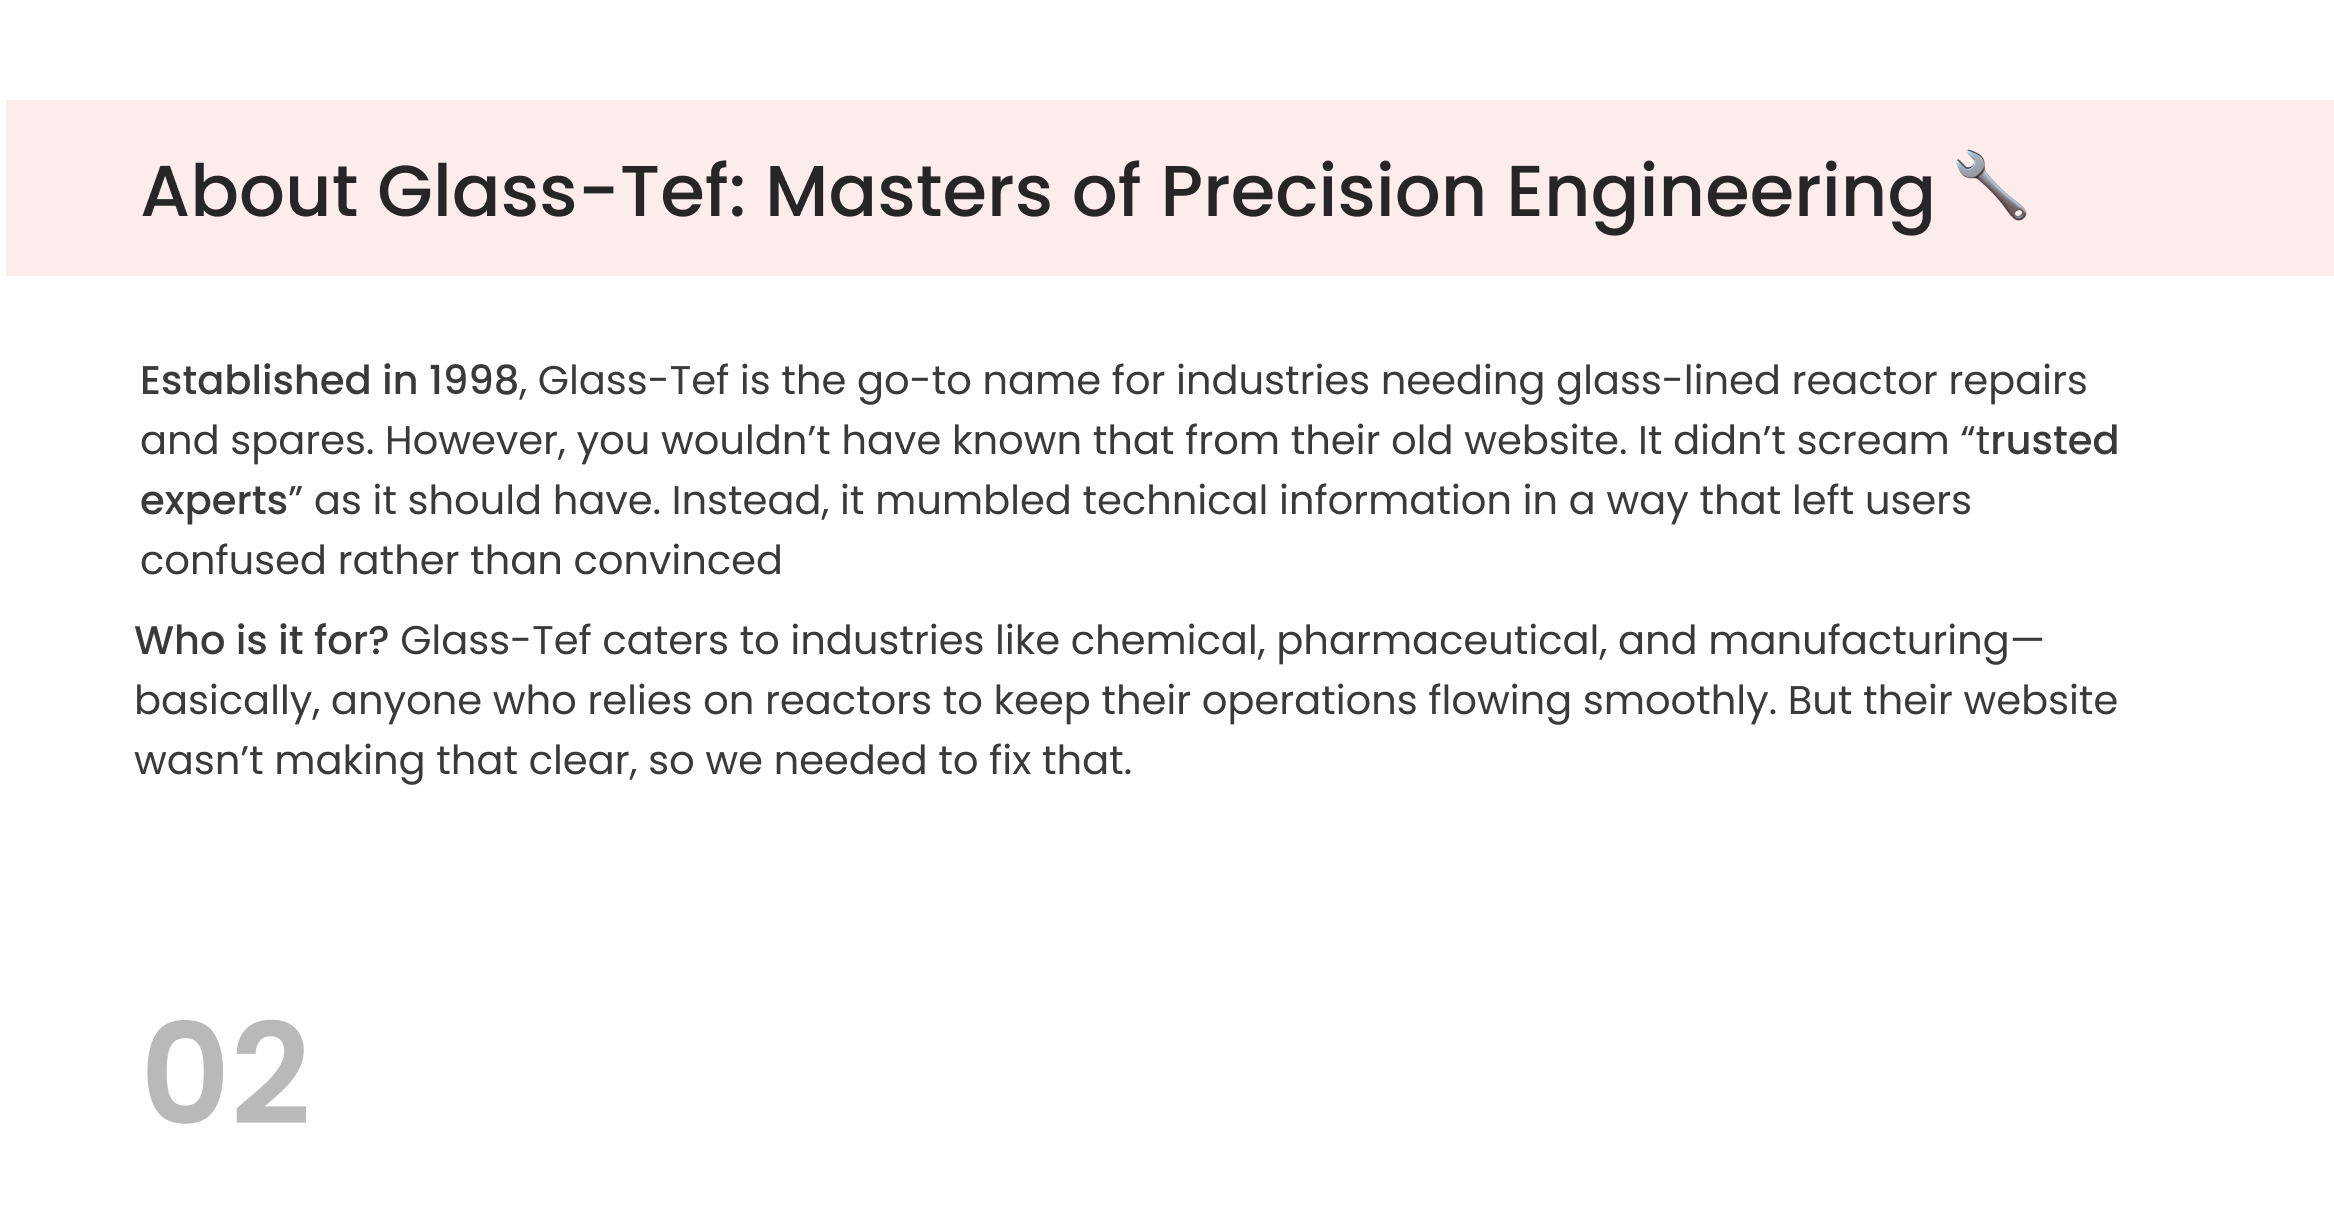 About Glass-Tef: Masters of Precision Engineering 🔧
Established in 1998, Glass-Tef is the go-to name for industries needing glass-lined reactor repairs
and spares. However, you wouldn’t have known that from their old website. It didn’t scream “trusted
experts” as it should have. Instead, it mumbled technical information in a way that left users
confused rather than convinced
Who is it for? Glass-Tef caters to industries like chemical, pharmaceutical, and manufacturing—
basically, anyone who relies on reactors to keep their operations flowing smoothly. But their website
wasn’t making that clear, so we needed to fix that.
02